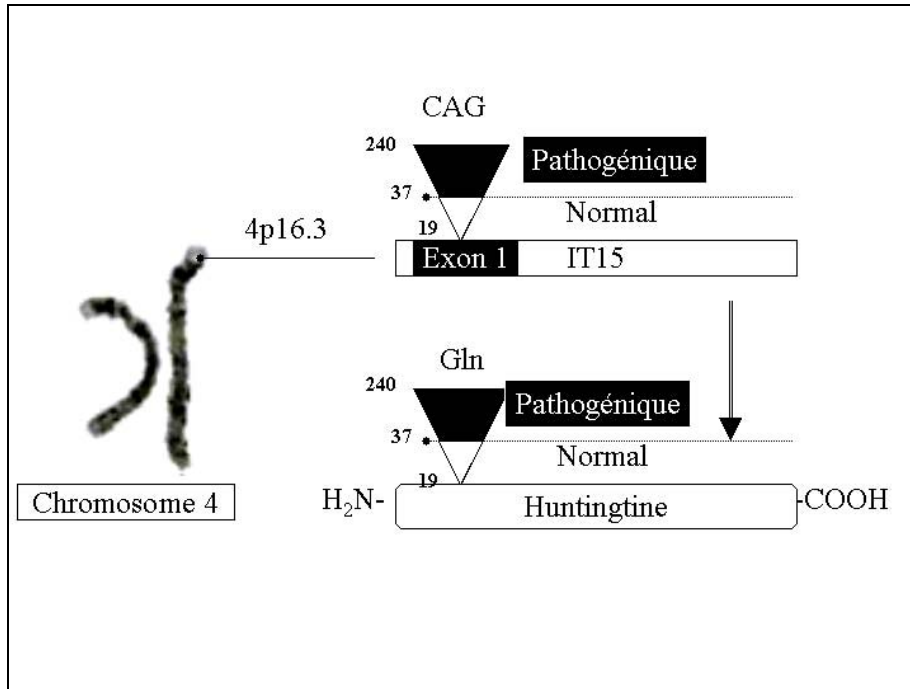 CAG
240
Pathogénique
37
Normal
19
4p16.3
Exon 1
IT15
Gln
240
Pathogénique
37
Normal
19
Chromosome 4
H₂N-
Huntingtine
-COOH